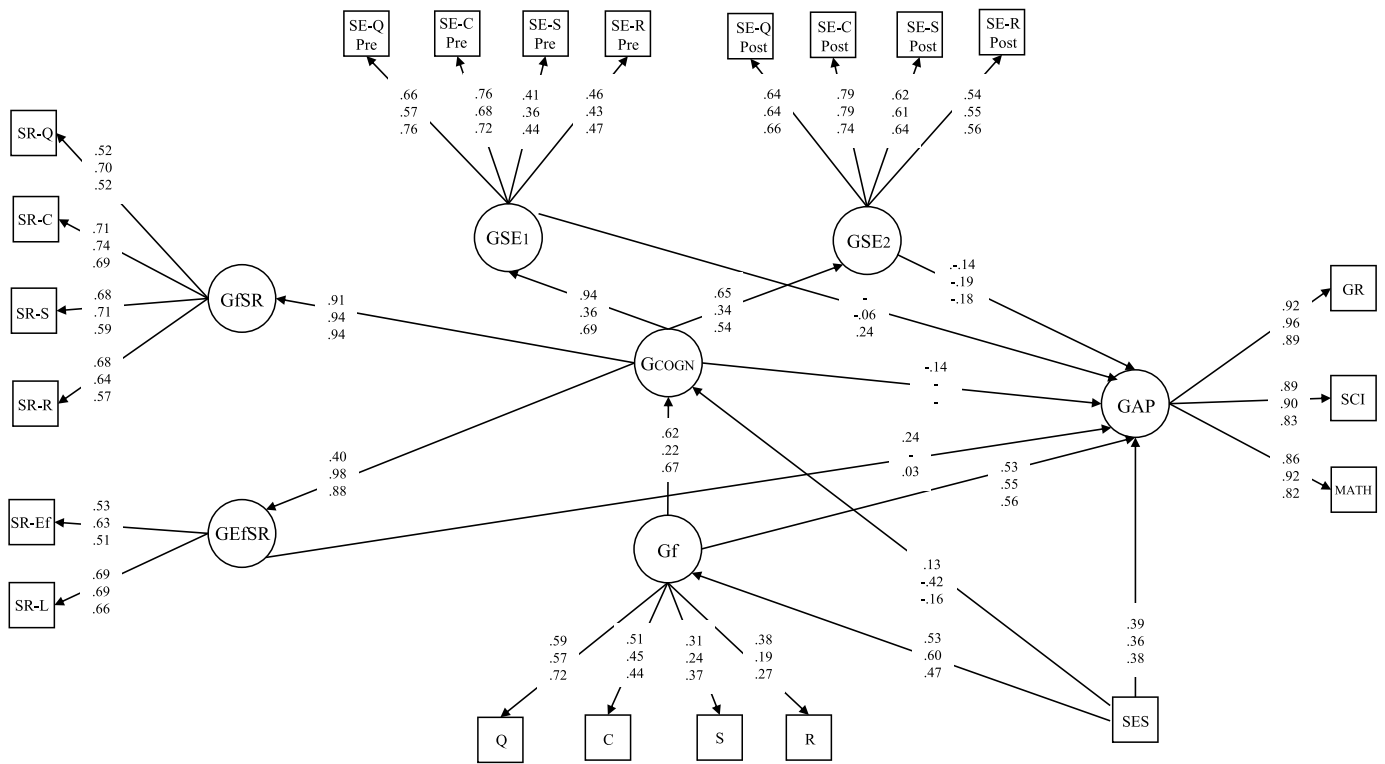 SE-Q
Pre
SE-C
Pre
SE-S
Pre
SE-R
Pre
SE-Q
Post
SE-C
Post
SE-S
Post
SE-R
Post
.66
.57
.76
.76
.68
.72
.41
.36
.44
.46
.43
.47
.64
.64
.66
.79
.79
.74
.62
.61
.64
.54
.55
.56
SR-Q
.52
.70
.52
SR-C
.71
.74
.69
SR-S
.68
.71
.59
SR-R
.68
.64
.57
GfSR
GSE1
GSE2
.91
.94
.94
.94
.36
.69
.65
.34
.54
-
-.06
.24
.-.14
-.19
-.18
GCOGN
-.14
-
-
GAP
.92
.96
.89
GR
.89
.90
.83
SCI
.86
.92
.82
MATH
.62
.22
.67
.24
-
.03
.53
.55
.56
.40
.98
.88
SR-Ef
.53
.63
.51
GEfSR
SR-L
.69
.69
.66
Gf
.13
-.42
-.16
.53
.60
.47
.39
.36
.38
.59
.57
.72
.51
.45
.44
.31
.24
.37
.38
.19
.27
Q
C
S
R
SES